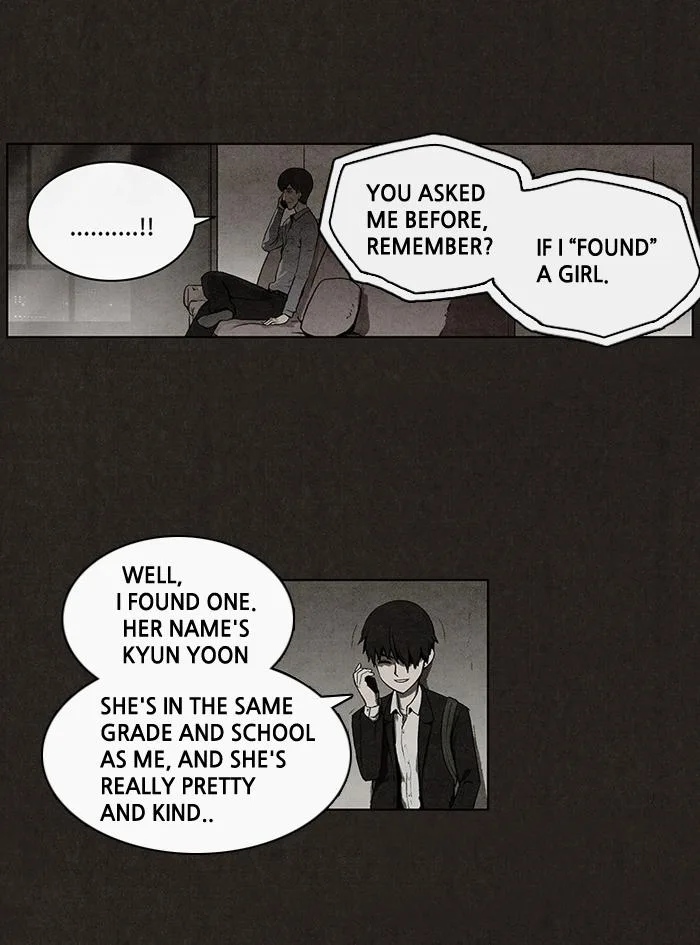 ..........!!
YOU ASKED
ME BEFORE,
REMEMBER?
IF I “FOUND”
A GIRL.
WELL,
I FOUND ONE.
HER NAME'S
KYUN YOON
SHE'S IN THE SAME
GRADE AND SCHOOL
AS ME, AND SHE'S
REALLY PRETTY
AND KIND..